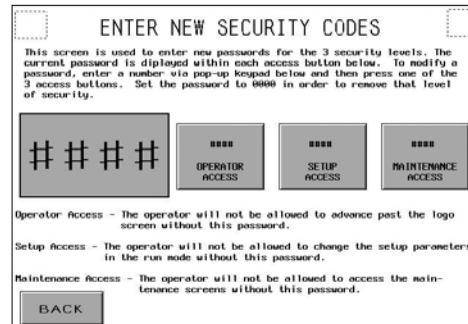 ENTER NEW SECURITY CODES
This screen is used to enter new passwords for the 3 security levels. The
current password is diplayed within each access button below. To modify a
password, enter a number via pop-up keypad below and then press one of the
3 access buttons. Set the password to 0000 in order to remove that level
of security.
# # # #
####
OPERATOR
ACCESS
####
SETUP
ACCESS
####
MAINTENANCE
ACCESS
Operator Access - The operator will not be allowed to advance past the logo
screen without this password.
Setup Access - The operator will not be allowed to change the setup parameters
in the run mode without this password.
Maintenance Access - The operator will not be allowed to access the main-
tenance screens without this password.
BACK